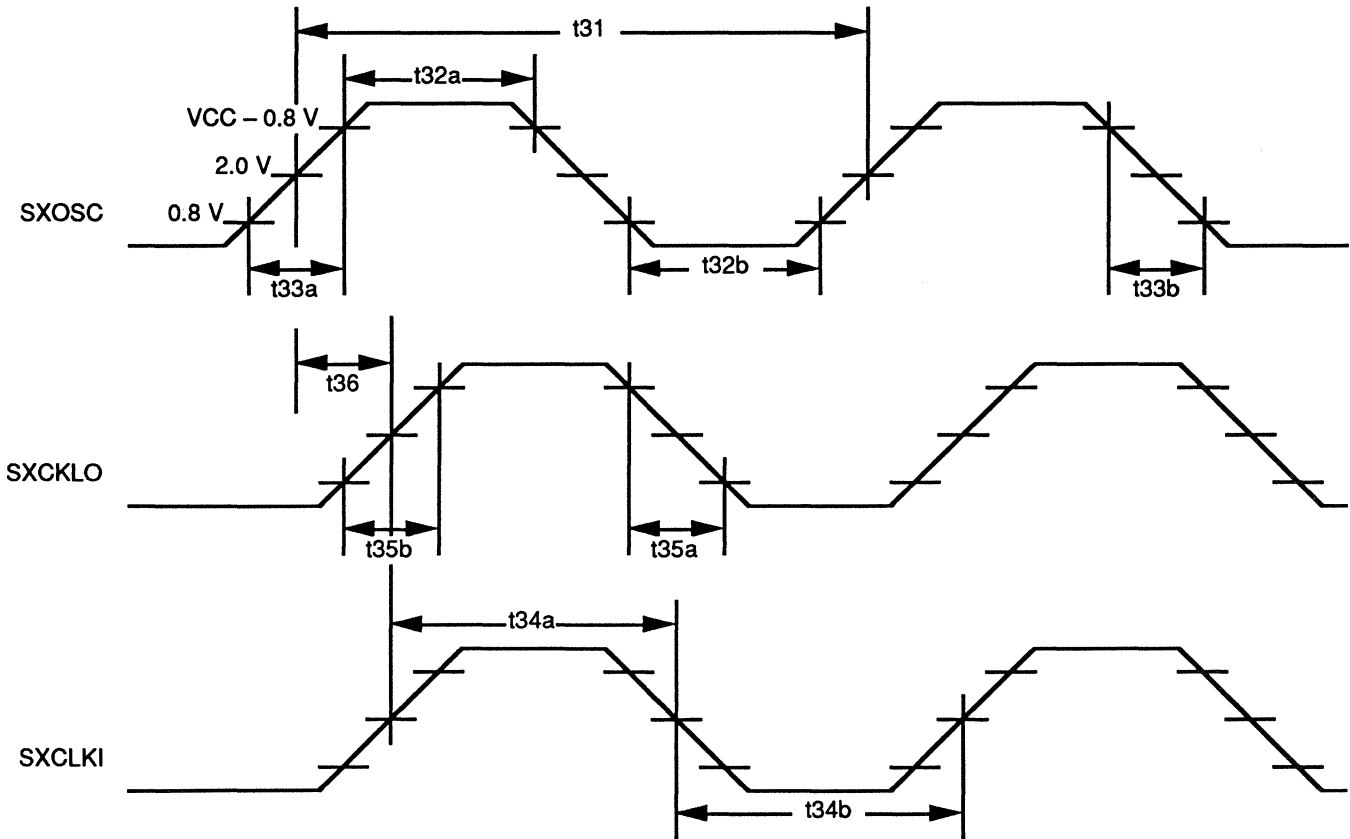 t31
t32a
VCC – 0.8 V
2.0 V
SXOSC
0.8 V
t32b
t33a
t33b
t36
SXCKLO
t35b
t35a
t34a
SXCLKI
t34b